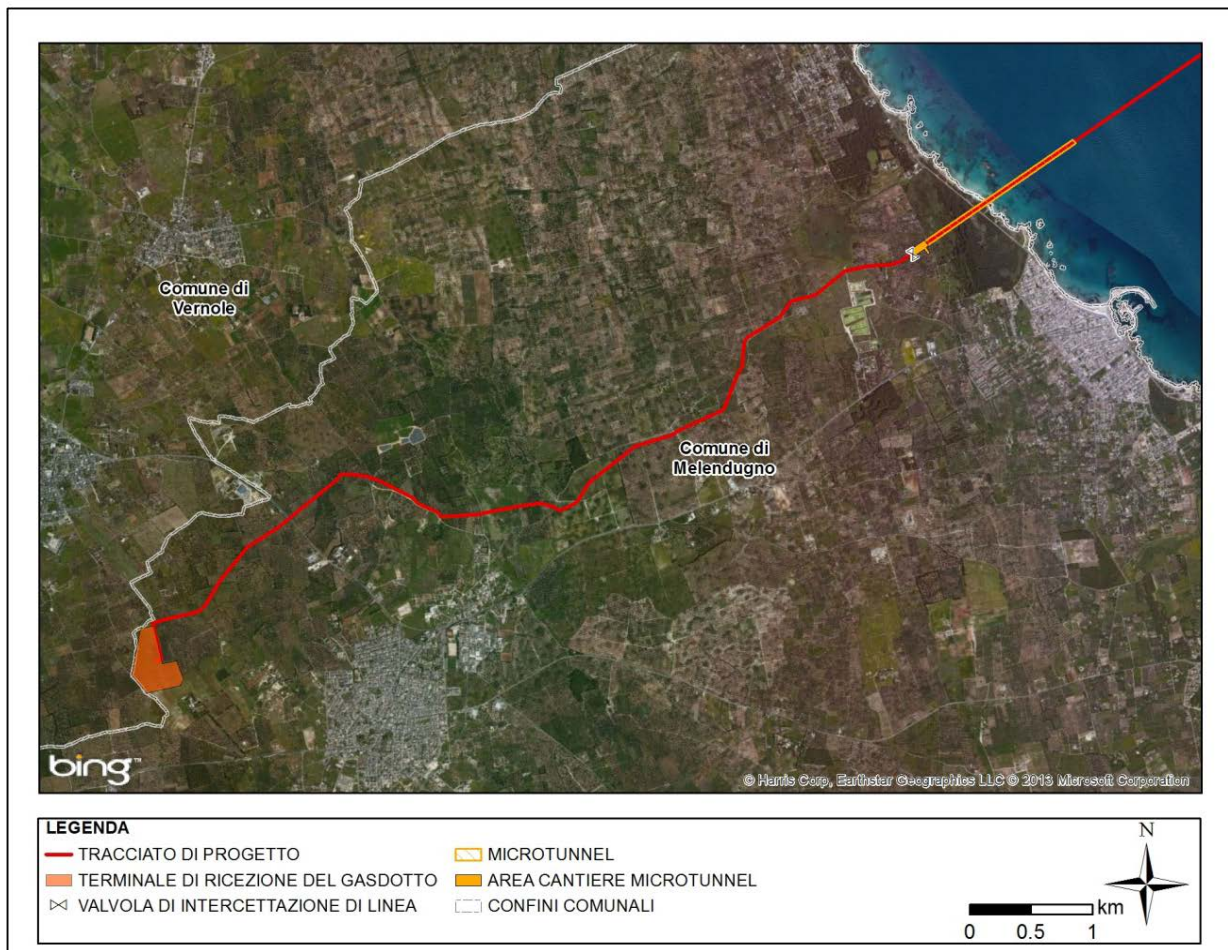 Comune di
Vernole
Comune di
Melendugno
bing™
© Harris Corp, Earthstar Geographics LLC © 2013 Microsoft Corporation
LEGENDA
TRACCIATO DI PROGETTO
TERMINALE DI RICEZIONE DEL GASDOTTO
VALVOLA DI INTERCETTAZIONE DI LINEA
MICROTUNNEL
AREA CANTIERE MICROTUNNEL
CONFINI COMUNALI
N
km
0 0.5 1